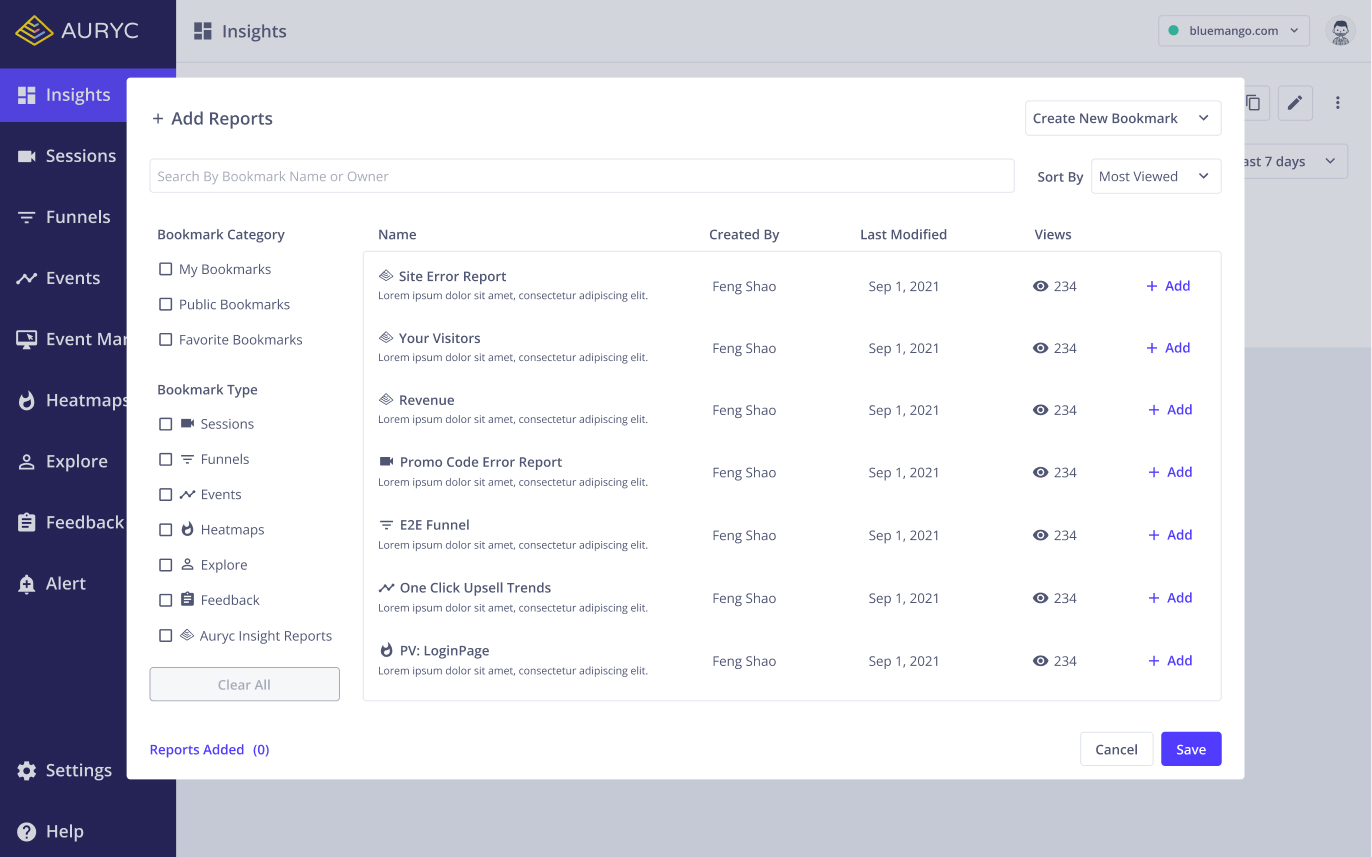 AURYC
Insights
bluemango.com
Insights
Sessions
Funnels
Events
Event Mar
Heatmaps
Explore
Feedback
Alert
Settings
Help
ast 7 days
+ Add Reports
Create New Bookmark
Search By Bookmark Name or Owner
Sort By
Most Viewed
Bookmark Category
My Bookmarks
Public Bookmarks
Favorite Bookmarks
Bookmark Type
Sessions
Funnels
Events
Heatmaps
Explore
Feedback
Auryc Insight Reports
Clear All
Name Created By Last Modified Views
Site Error Report
Lorem ipsum dolor sit amet, consectetur adipiscing elit.
Feng Shao Sep 1, 2021 234 + Add
Your Visitors
Lorem ipsum dolor sit amet, consectetur adipiscing elit.
Feng Shao Sep 1, 2021 234 + Add
Revenue
Lorem ipsum dolor sit amet, consectetur adipiscing elit.
Feng Shao Sep 1, 2021 234 + Add
Promo Code Error Report
Lorem ipsum dolor sit amet, consectetur adipiscing elit.
Feng Shao Sep 1, 2021 234 + Add
E2E Funnel
Lorem ipsum dolor sit amet, consectetur adipiscing elit.
Feng Shao Sep 1, 2021 234 + Add
One Click Upsell Trends
Lorem ipsum dolor sit amet, consectetur adipiscing elit.
Feng Shao Sep 1, 2021 234 + Add
PV: LoginPage
Lorem ipsum dolor sit amet, consectetur adipiscing elit.
Feng Shao Sep 1, 2021 234 + Add
Reports Added (0)
Cancel
Save